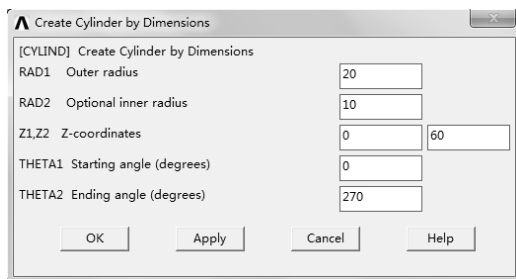 Create Cylinder by Dimensions
[CYLIND] Create Cylinder by Dimensions
RAD1 Outer radius 20
RAD2 Optional inner radius 10
Z1,Z2 Z-coordinates 0 60
THETA1 Starting angle (degrees) 0
THETA2 Ending angle (degrees) 270
OK Apply Cancel Help